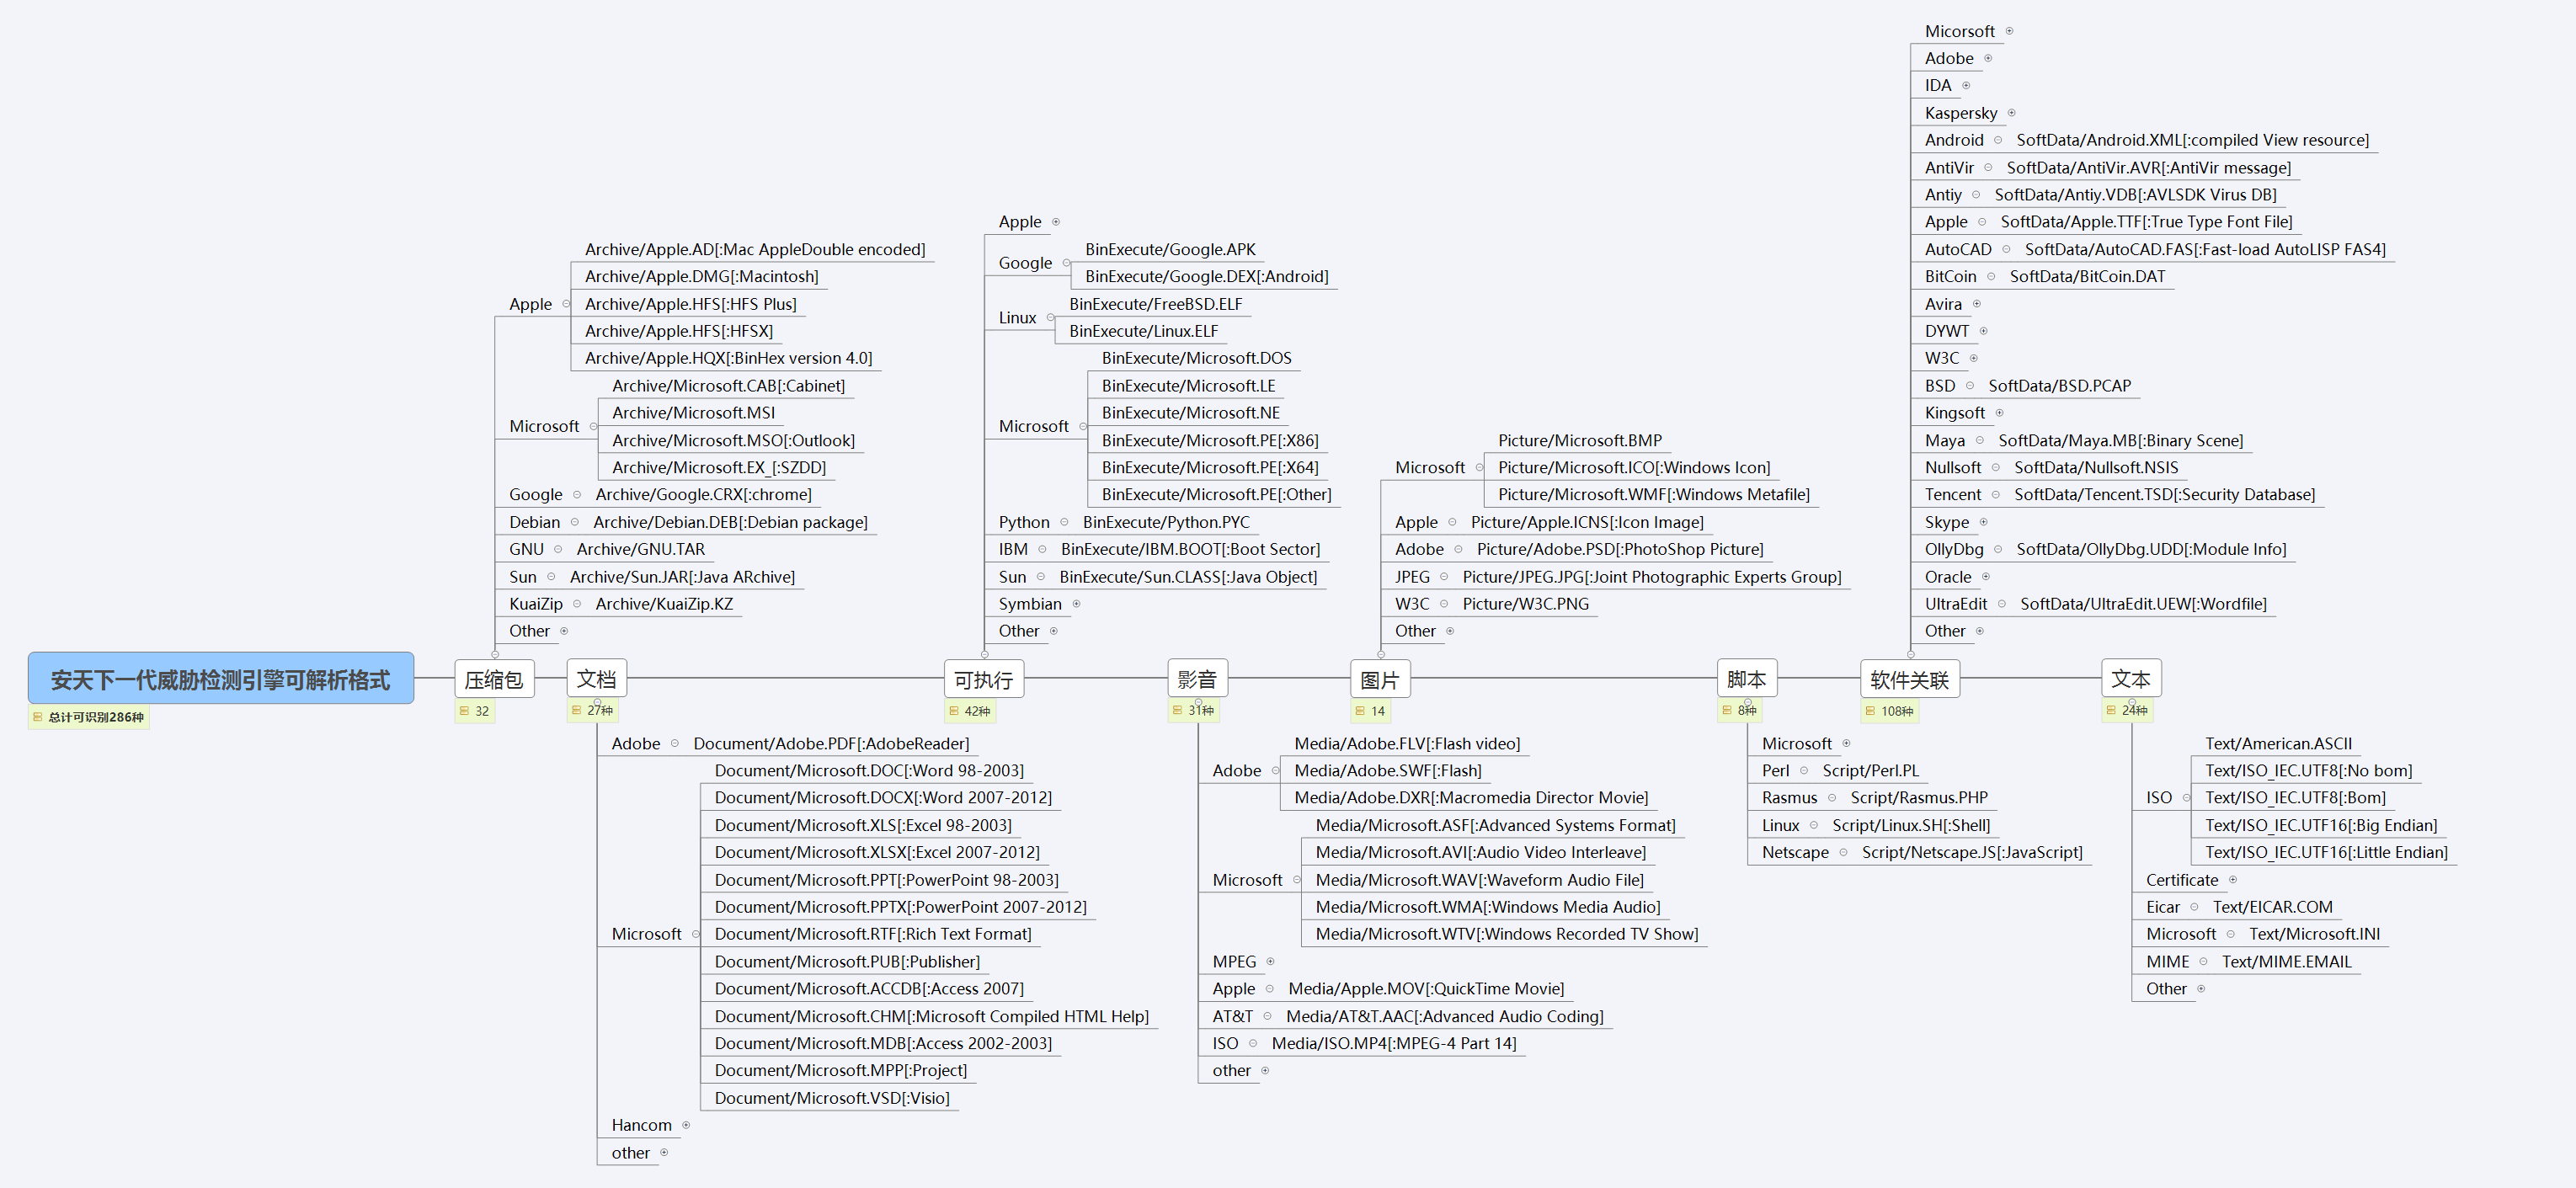 安天下一代威胁检测引擎可解析格式
总计可识别286种
压缩包
32
Apple
Archive/Apple.AD[:Mac AppleDouble encoded]
Archive/Apple.DMG[:Macintosh]
Archive/Apple.HFS[:HFS Plus]
Archive/Apple.HFS[:HFSX]
Archive/Apple.HQX[:BinHex version 4.0]
Microsoft
Archive/Microsoft.CAB[:Cabinet]
Archive/Microsoft.MSI
Archive/Microsoft.MSO[:Outlook]
Archive/Microsoft.EX_[:SZDD]
Google Archive/Google.CRX[:chrome]
Debian Archive/Debian.DEB[:Debian package]
GNU Archive/GNU.TAR
Sun Archive/Sun.JAR[:Java ARchive]
KuaiZip Archive/KuaiZip.KZ
Other
文档
27种
Adobe Document/Adobe.PDF[:AdobeReader]
Microsoft
Document/Microsoft.DOC[:Word 98-2003]
Document/Microsoft.DOCX[:Word 2007-2012]
Document/Microsoft.XLS[:Excel 98-2003]
Document/Microsoft.XLSX[:Excel 2007-2012]
Document/Microsoft.PPT[:PowerPoint 98-2003]
Document/Microsoft.PPTX[:PowerPoint 2007-2012]
Document/Microsoft.RTF[:Rich Text Format]
Document/Microsoft.PUB[:Publisher]
Document/Microsoft.ACCDB[:Access 2007]
Document/Microsoft.CHM[:Microsoft Compiled HTML Help]
Document/Microsoft.MDB[:Access 2002-2003]
Document/Microsoft.MPP[:Project]
Document/Microsoft.VSD[:Visio]
Hancom
other
可执行
42种
Apple
Google
BinExecute/Google.APK
BinExecute/Google.DEX[:Android]
Linux
BinExecute/FreeBSD.ELF
BinExecute/Linux.ELF
Microsoft
BinExecute/Microsoft.DOS
BinExecute/Microsoft.LE
BinExecute/Microsoft.NE
BinExecute/Microsoft.PE[:X86]
BinExecute/Microsoft.PE[:X64]
BinExecute/Microsoft.PE[:Other]
Python BinExecute/Python.PYC
IBM BinExecute/IBM.BOOT[:Boot Sector]
Sun BinExecute/Sun.CLASS[:Java Object]
Symbian
Other
影音
31种
Adobe
Media/Adobe.FLV[:Flash video]
Media/Adobe.SWF[:Flash]
Media/Adobe.DXR[:Macromedia Director Movie]
Microsoft
Media/Microsoft.ASF[:Advanced Systems Format]
Media/Microsoft.AVI[:Audio Video Interleave]
Media/Microsoft.WAV[:Waveform Audio File]
Media/Microsoft.WMA[:Windows Media Audio]
Media/Microsoft.WTV[:Windows Recorded TV Show]
MPEG
Apple Media/Apple.MOV[:QuickTime Movie]
AT&T Media/AT&T.AAC[:Advanced Audio Coding]
ISO Media/ISO.MP4[:MPEG-4 Part 14]
other
图片
14
Microsoft
Picture/Microsoft.BMP
Picture/Microsoft.ICO[:Windows Icon]
Picture/Microsoft.WMF[:Windows Metafile]
Apple Picture/Apple.ICNS[:Icon Image]
Adobe Picture/Adobe.PSD[:PhotoShop Picture]
JPEG Picture/JPEG.JPG[:Joint Photographic Experts Group]
W3C Picture/W3C.PNG
Other
脚本
8种
Microsoft
Perl Script/Perl.PL
Rasmus Script/Rasmus.PHP
Linux Script/Linux.SH[:Shell]
Netscape Script/Netscape.JS[:JavaScript]
软件关联
108种
Micorsoft
Adobe
IDA
Kaspersky
Android SoftData/Android.XML[:compiled View resource]
AntiVir SoftData/AntiVir.AVR[:AntiVir message]
Antiy SoftData/Antiy.VDB[:AVLSDK Virus DB]
Apple SoftData/Apple.TTF[:True Type Font File]
AutoCAD SoftData/AutoCAD.FAS[:Fast-load AutoLISP FAS4]
BitCoin SoftData/BitCoin.DAT
Avira
DYWT
W3C
BSD SoftData/BSD.PCAP
Kingsoft
Maya SoftData/Maya.MB[:Binary Scene]
Nullsoft SoftData/Nullsoft.NSIS
Tencent SoftData/Tencent.TSD[:Security Database]
Skype
OllyDbg SoftData/OllyDbg.UDD[:Module Info]
Oracle
UltraEdit SoftData/UltraEdit.UEW[:Wordfile]
Other
文本
24种
ISO
Text/American.ASCII
Text/ISO_IEC.UTF8[:No bom]
Text/ISO_IEC.UTF8[:Bom]
Text/ISO_IEC.UTF16[:Big Endian]
Text/ISO_IEC.UTF16[:Little Endian]
Certificate
Eicar Text/EICAR.COM
Microsoft Text/Microsoft.INI
MIME Text/MIME.EMAIL
Other